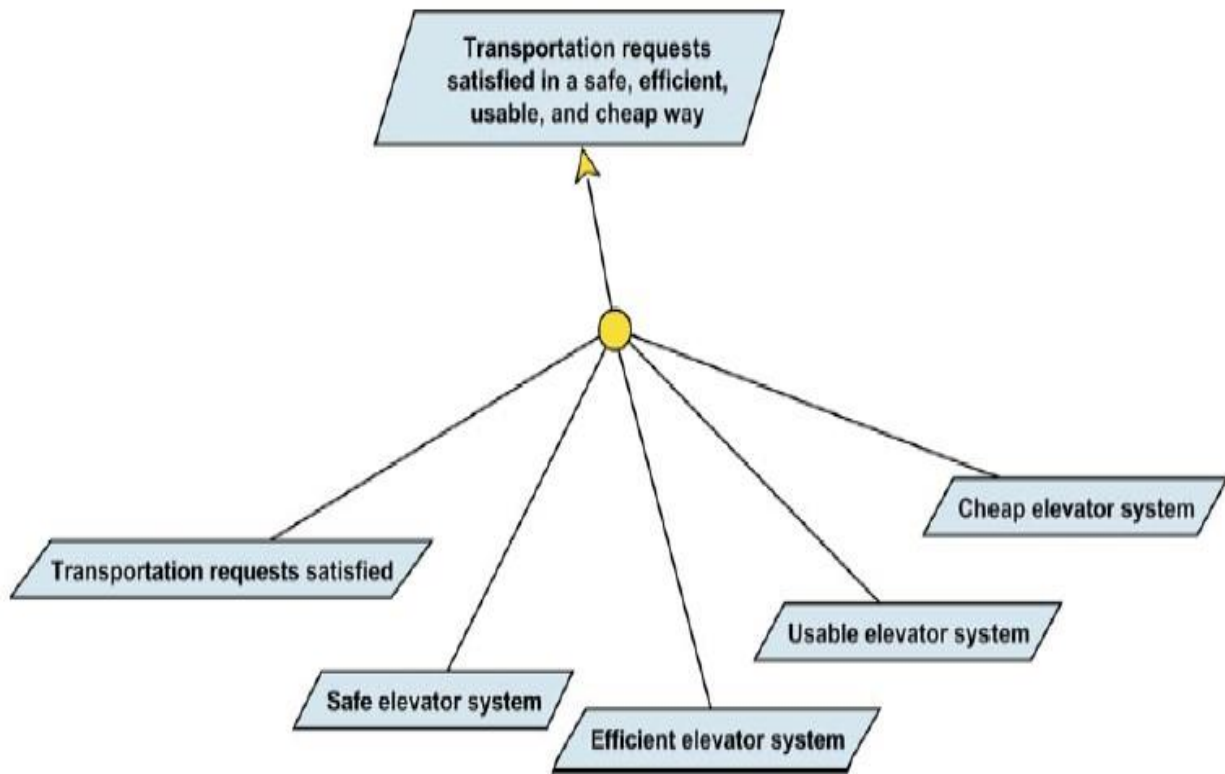 Transportation requests
satisfied in a safe, efficient,
usable, and cheap way
Cheap elevator system
Transportation requests satisfied
Usable elevator system
Safe elevator system
Efficient elevator system